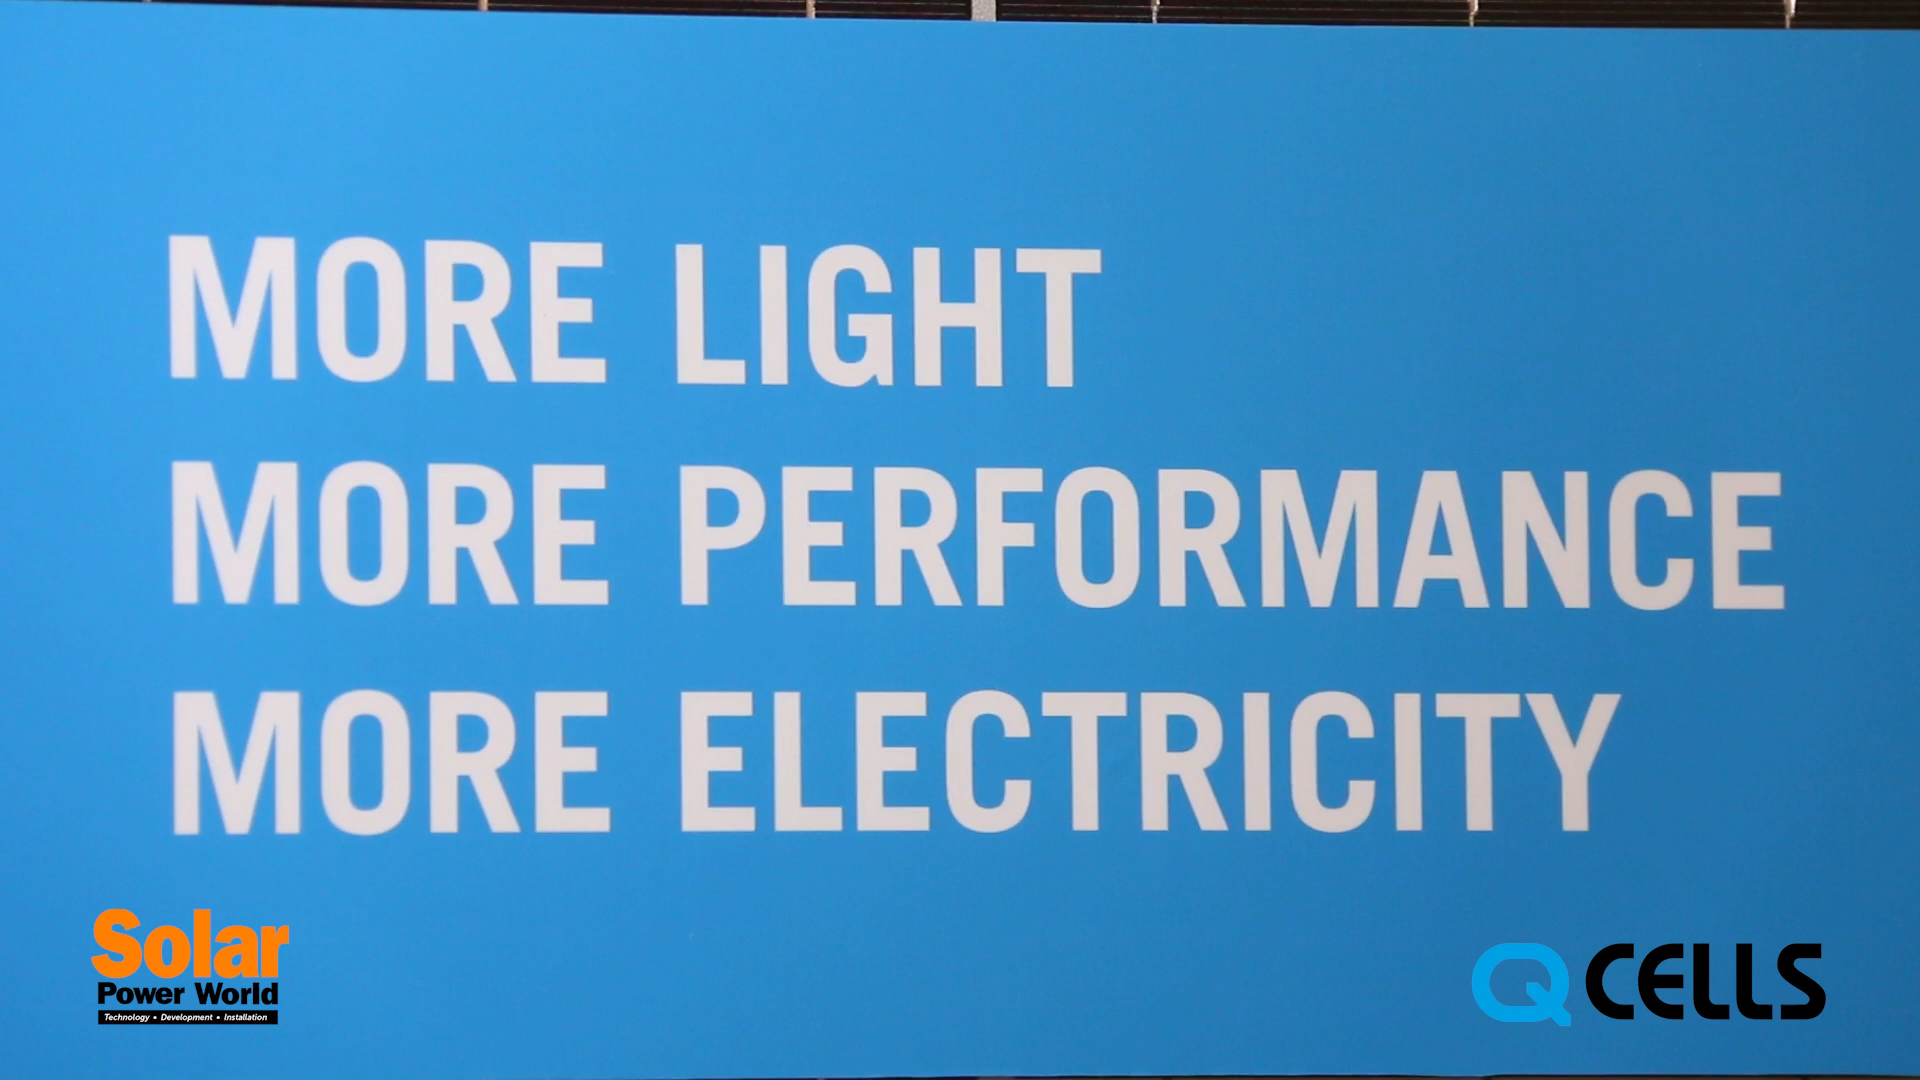 MORE LIGHT
MORE PERFORMANCE
MORE ELECTRICITY
Solar
Power World
Technology • Development • Installation
Q CELLS